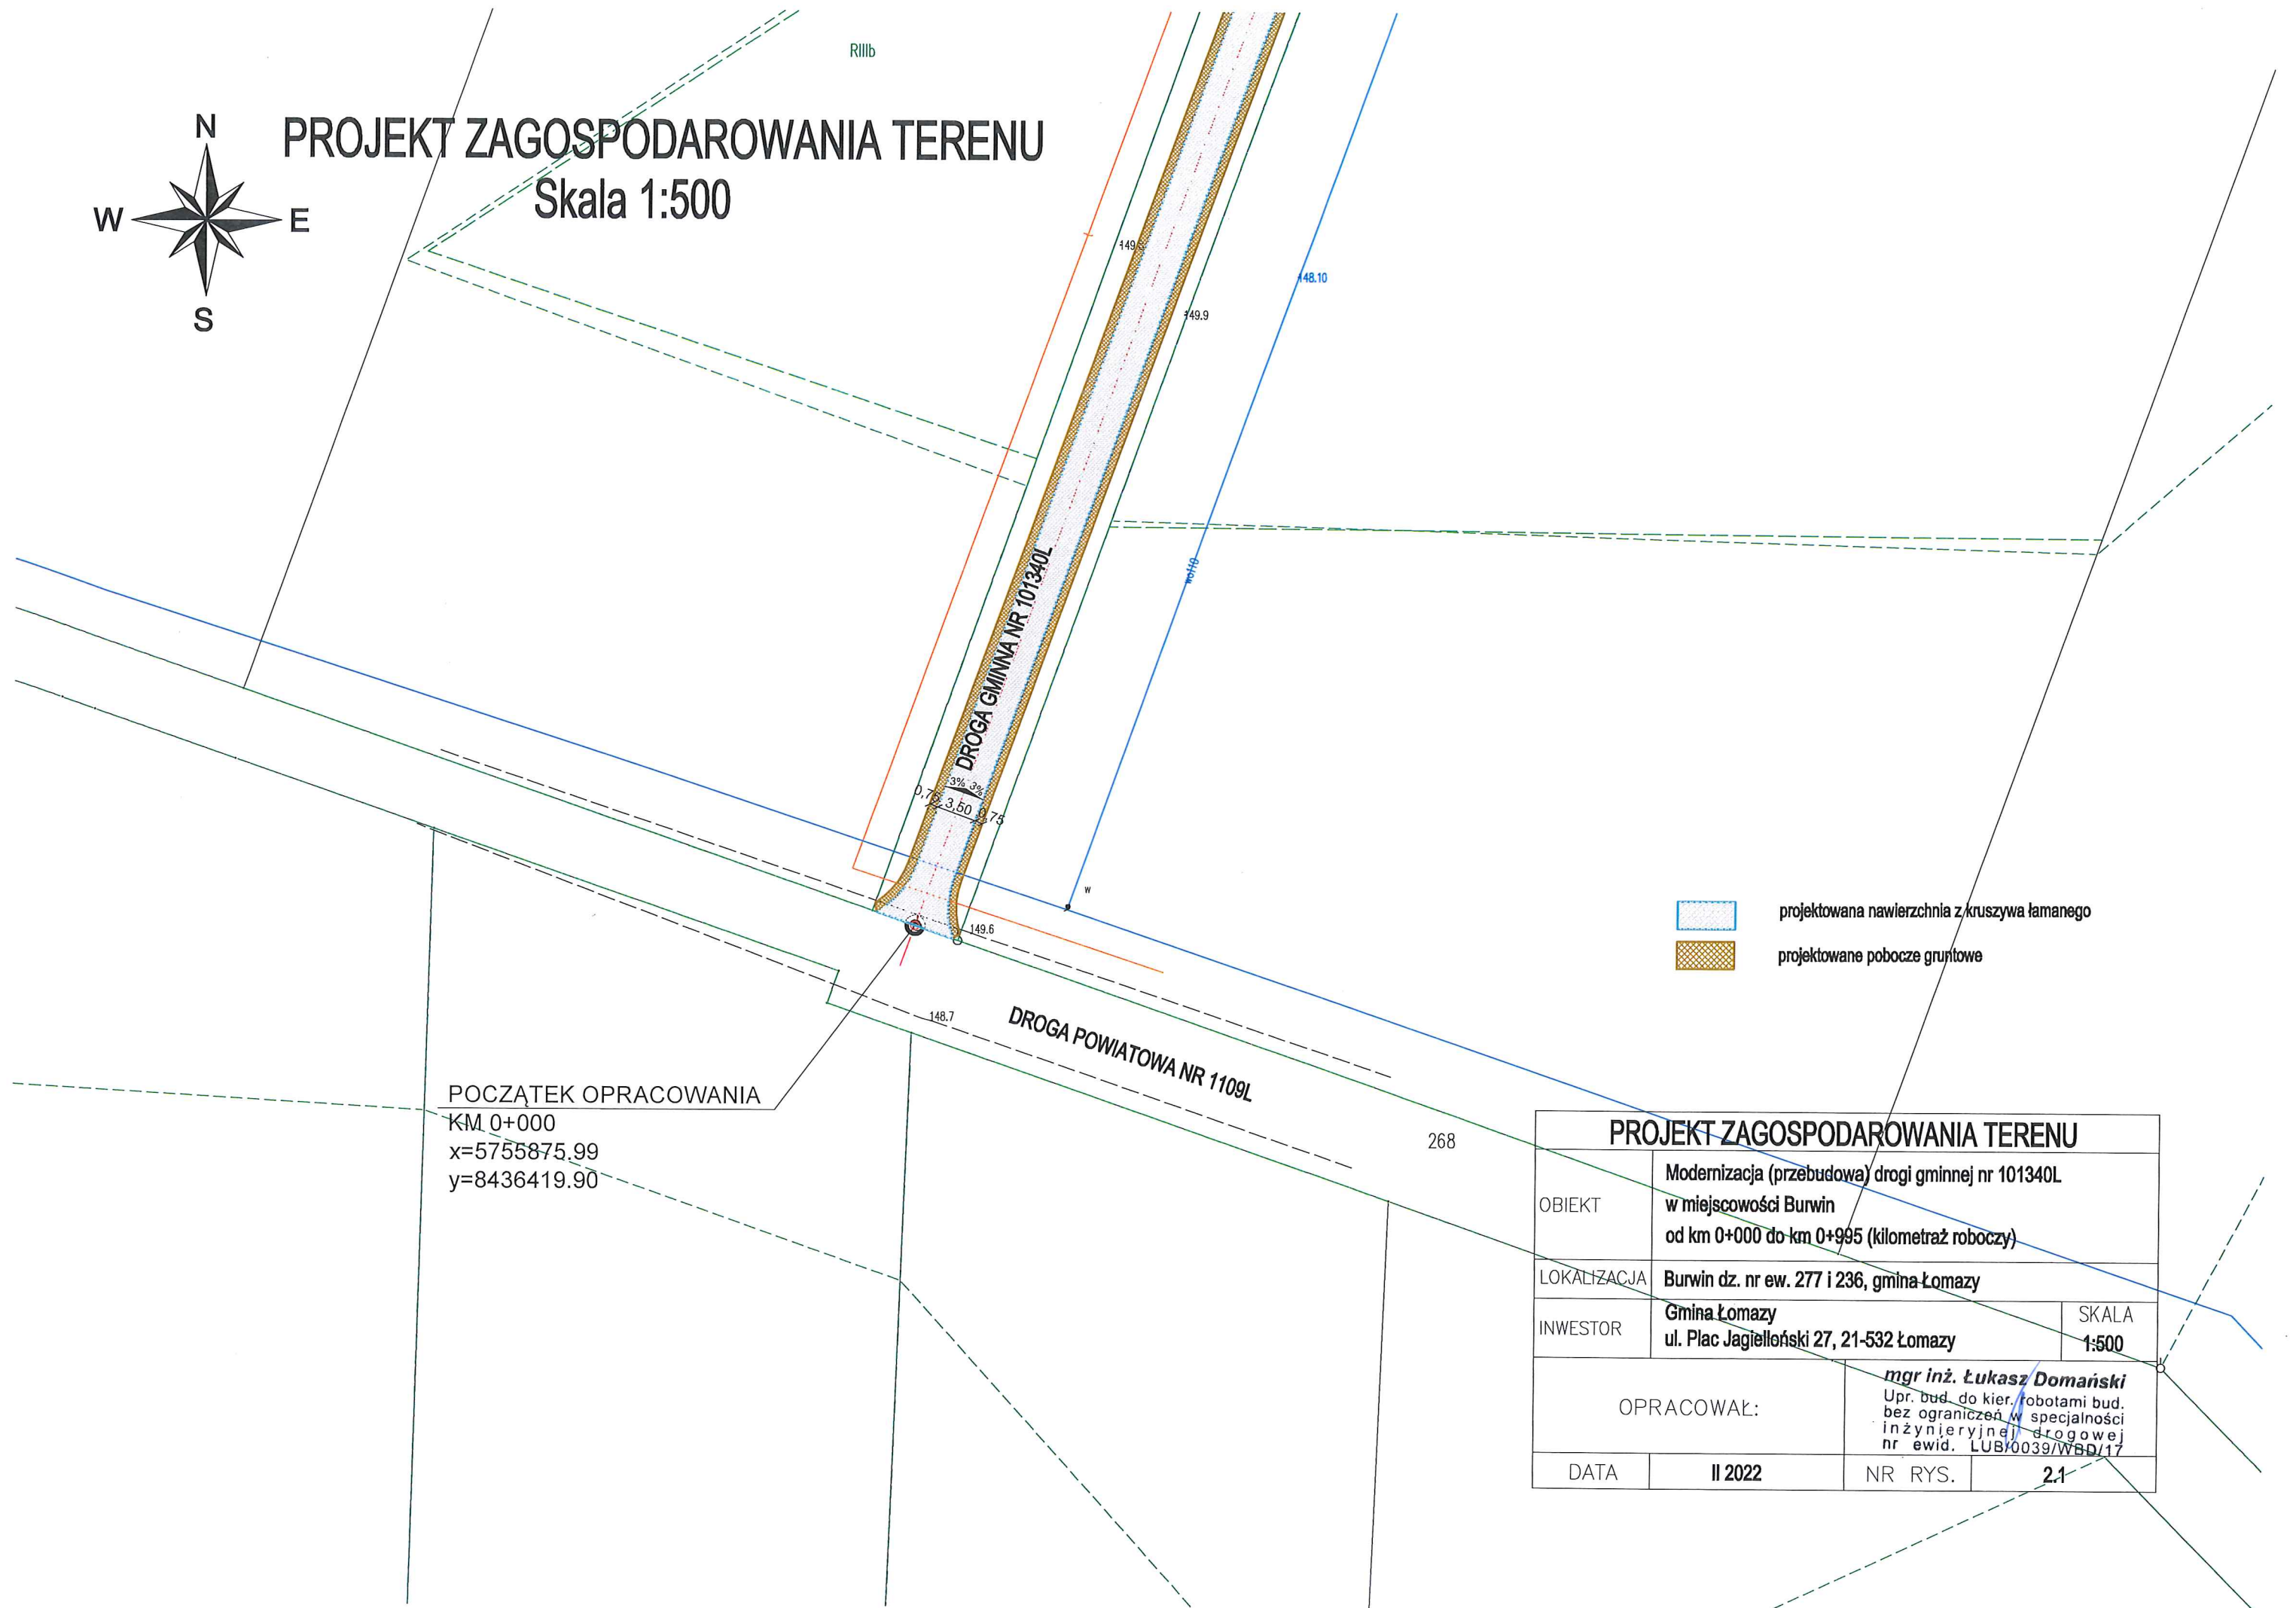 RIIIb
N
W
E
S
PROJEKT ZAGOSPODAROWANIA TERENU
Skala 1:500
149.8
148.10
149.9
wo110
DROGA GMINNA NR 101340L
3% 3%
0,75 3,50 0,75
w
149.6
148.7
DROGA POWIATOWA NR 1109L
268
projektowana nawierzchnia z kruszywa łamanego
projektowane pobocze gruntowe
POCZĄTEK OPRACOWANIA
KM 0+000
x=5755875.99
y=8436419.90
PROJEKT ZAGOSPODAROWANIA TERENU
OBIEKT
Modernizacja (przebudowa) drogi gminnej nr 101340L
w miejscowości Burwin
od km 0+000 do km 0+995 (kilometraż roboczy)
LOKALIZACJA
Burwin dz. nr ew. 277 i 236, gmina Łomazy
INWESTOR
Gmina Łomazy
ul. Plac Jagielloński 27, 21-532 Łomazy
SKALA
1:500
OPRACOWAŁ:
mgr inż. Łukasz Domański
Upr. bud. do kier. robotami bud.
bez ograniczeń w specjalności
inżynieryjnej drogowej
nr ewid. LUB/0039/WBD/17
DATA
II 2022
NR RYS.
2.1